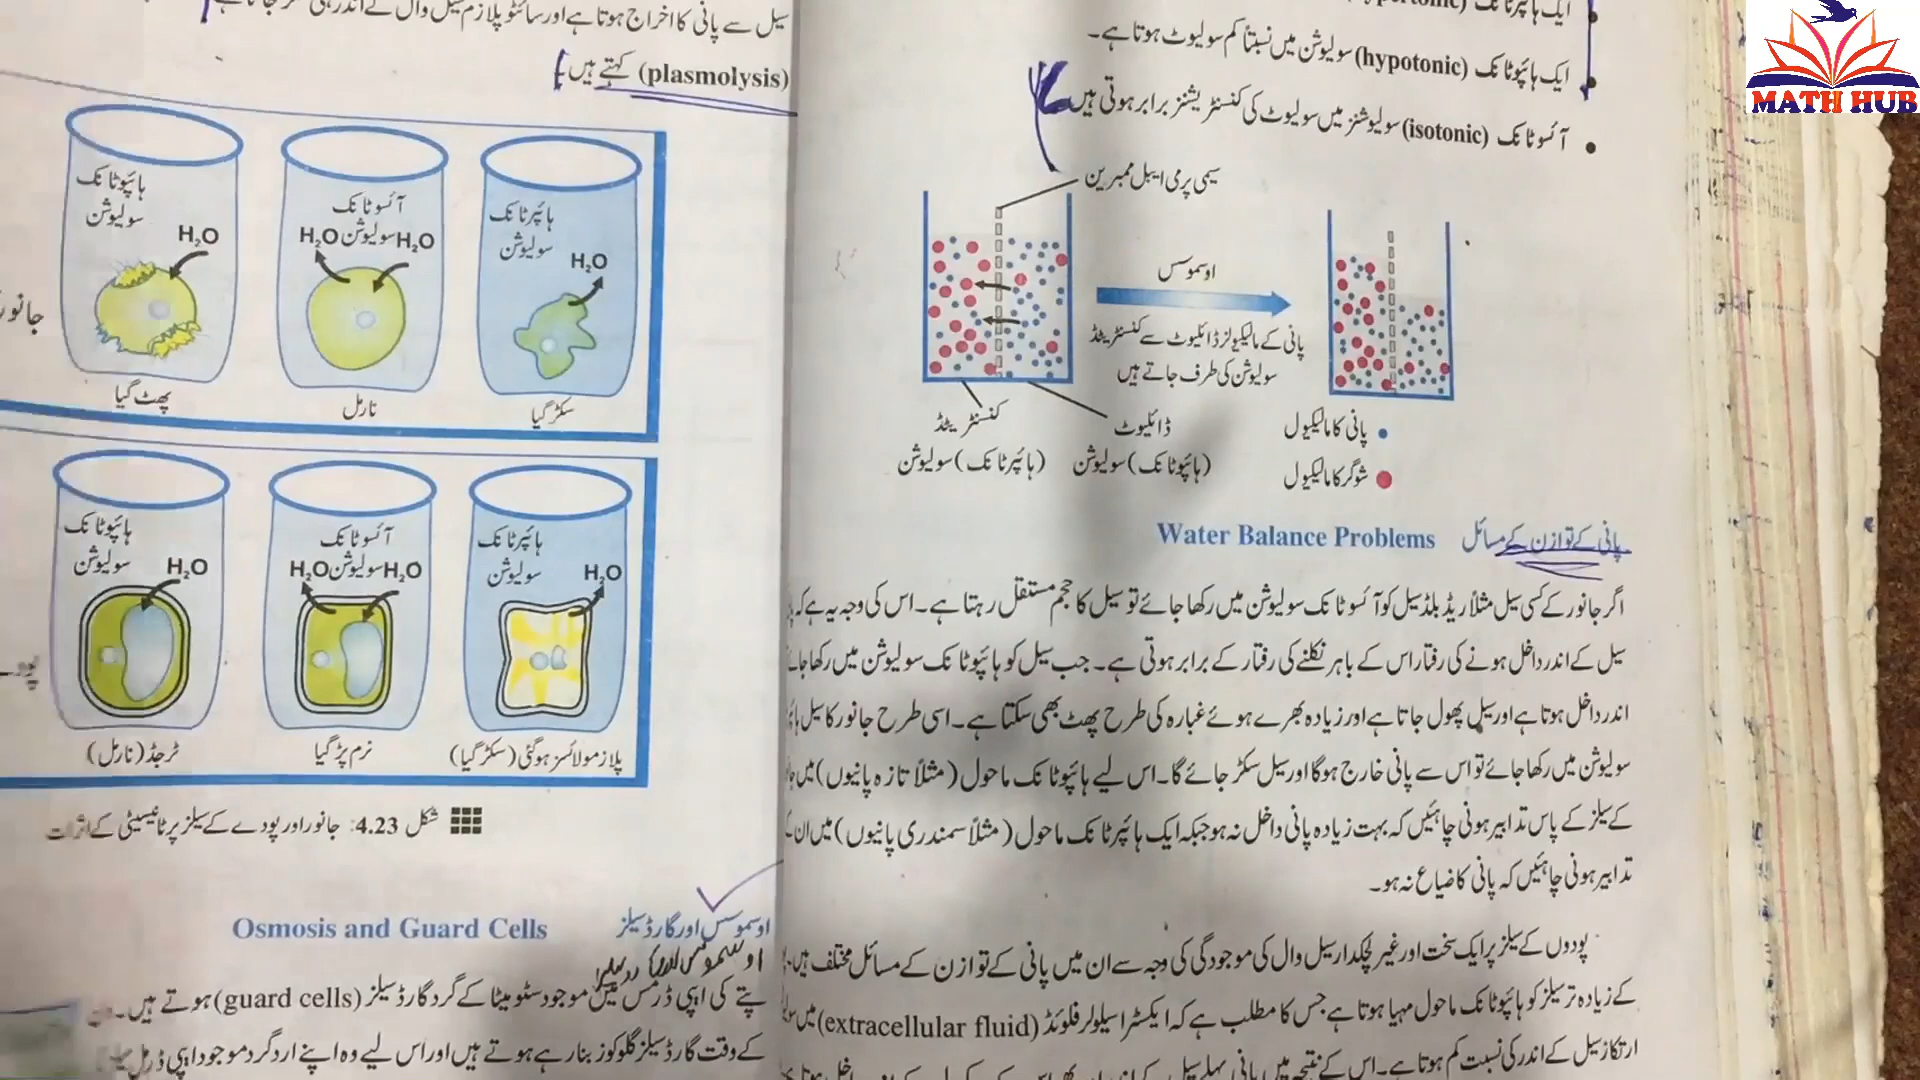 MATH HUB
ایک ہائپوٹانک (hypotonic) سولیوشن میں نسبتاً کم سولیوٹ ہوتا ہے۔
آئسوٹانک (isotonic) سولیوشنز میں سولیوٹ کی کنسنٹریشنز برابر ہوتی ہیں
سیمی پرمی ایبل ممبرین
اوسموسس
پانی کے مالیکیولز ڈائلیوٹ سے کنسنٹریٹڈ
سولیوشن کی طرف جاتے ہیں
کنسنٹریٹڈ
(ہائپرٹانک) سولیوشن
ڈائلیوٹ
(ہائپوٹانک) سولیوشن
پانی کا مالیکیول
شوگر کا مالیکیول
پانی کے توازن کے مسائل Water Balance Problems
اگر جانور کے کسی سیل مثلاً ریڈ بلڈ سیل کو آئسوٹانک سولیوشن میں رکھا جائے تو سیل کا حجم مستقل رہتا ہے۔ اس کی وجہ یہ ہے کہ
سیل کے اندر داخل ہونے کی رفتار اس کے باہر نکلنے کی رفتار کے برابر ہوتی ہے۔ جب سیل کو ہائپوٹانک سولیوشن میں رکھا جائے
اندر داخل ہوتا ہے اور سیل پھول جاتا ہے اور زیادہ بھرے ہوئے غبارہ کی طرح پھٹ بھی سکتا ہے۔ اسی طرح جانور کا سیل
سولیوشن میں رکھا جائے تو اس سے پانی خارج ہوگا اور سیل سکڑ جائے گا۔ اس لیے ہائپوٹانک ماحول (مثلاً تازہ پانیوں) میں
کے سیلز کے پاس تدابیر ہونی چاہئیں کہ بہت زیادہ پانی داخل نہ ہو جبکہ ایک ہائپرٹانک ماحول (مثلاً سمندری پانیوں) میں ان کے
تدابیر ہونی چاہئیں کہ پانی کا ضیاع نہ ہو۔
پودوں کے سیلز پر ایک سخت اور غیر لچکدار سیل وال کی موجودگی کی وجہ سے ان میں پانی کے توازن کے مسائل مختلف ہیں۔
کے زیادہ تر سیلز کو ہائپوٹانک ماحول مہیا ہوتا ہے جس کا مطلب ہے کہ ایکسٹرا سیلولر فلوئڈ (extracellular fluid) میں
ارتکاز سیل کے اندر کی نسبت کم ہوتا ہے۔ اس کے نتیجہ میں پانی پہلے سیل کے
سیل سے پانی کا اخراج ہوتا ہے اور سائٹوپلازم سیل وال کے اندر ہی
(plasmolysis) کہتے ہیں۔
ہائپوٹانک
سولیوشن
H₂O
پھٹ گیا
آئسوٹانک
H₂O سولیوشن H₂O
نارمل
ہائپرٹانک
سولیوشن
H₂O
سکڑ گیا
جانور
ہائپوٹانک
سولیوشن
H₂O
ٹرجڈ (نارمل)
آئسوٹانک
H₂O سولیوشن H₂O
نرم پڑ گیا
ہائپرٹانک
سولیوشن
H₂O
پلازمولائسز ہوگئی (سکڑ گیا)
شکل 4.23: جانور اور پودے کے سیلز پر ٹانیسیٹی کے اثرات
اوسموسس اور گارڈ سیلز Osmosis and Guard Cells
پتے کی اپی ڈرمس میں موجود سٹومیٹا کے گرد گارڈ سیلز (guard cells) ہوتے ہیں۔
کے وقت گارڈ سیلز گلوکوز بنا رہے ہوتے ہیں اور اس لیے وہ اپنے ارد گرد موجود اپی ڈرمل